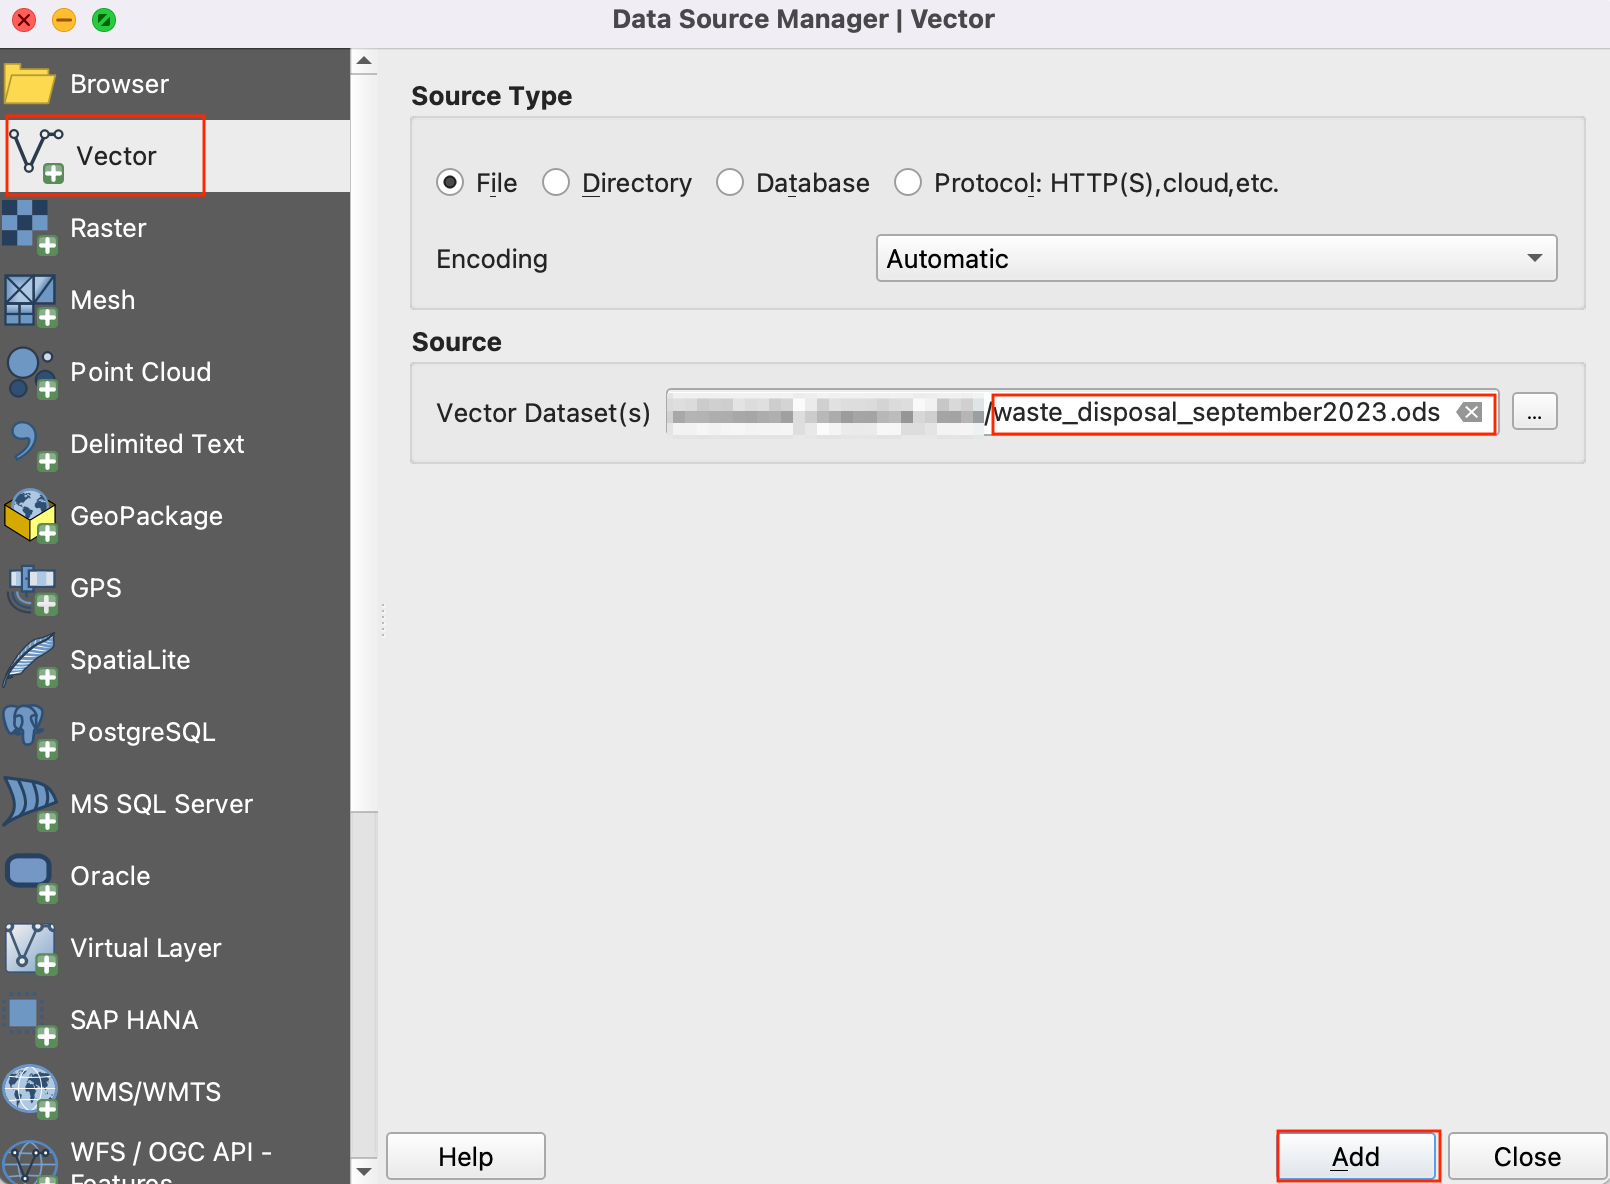 Data Source Manager | Vector
Browser
Vector
Raster
Mesh
Point Cloud
Delimited Text
GeoPackage
GPS
SpatiaLite
PostgreSQL
MS SQL Server
Oracle
Virtual Layer
SAP HANA
WMS/WMTS
WFS / OGC API -
Features
Source Type
File Directory Database Protocol: HTTP(S),cloud,etc.
Encoding Automatic
Source
Vector Dataset(s) /waste_disposal_september2023.ods ...
Help Add Close